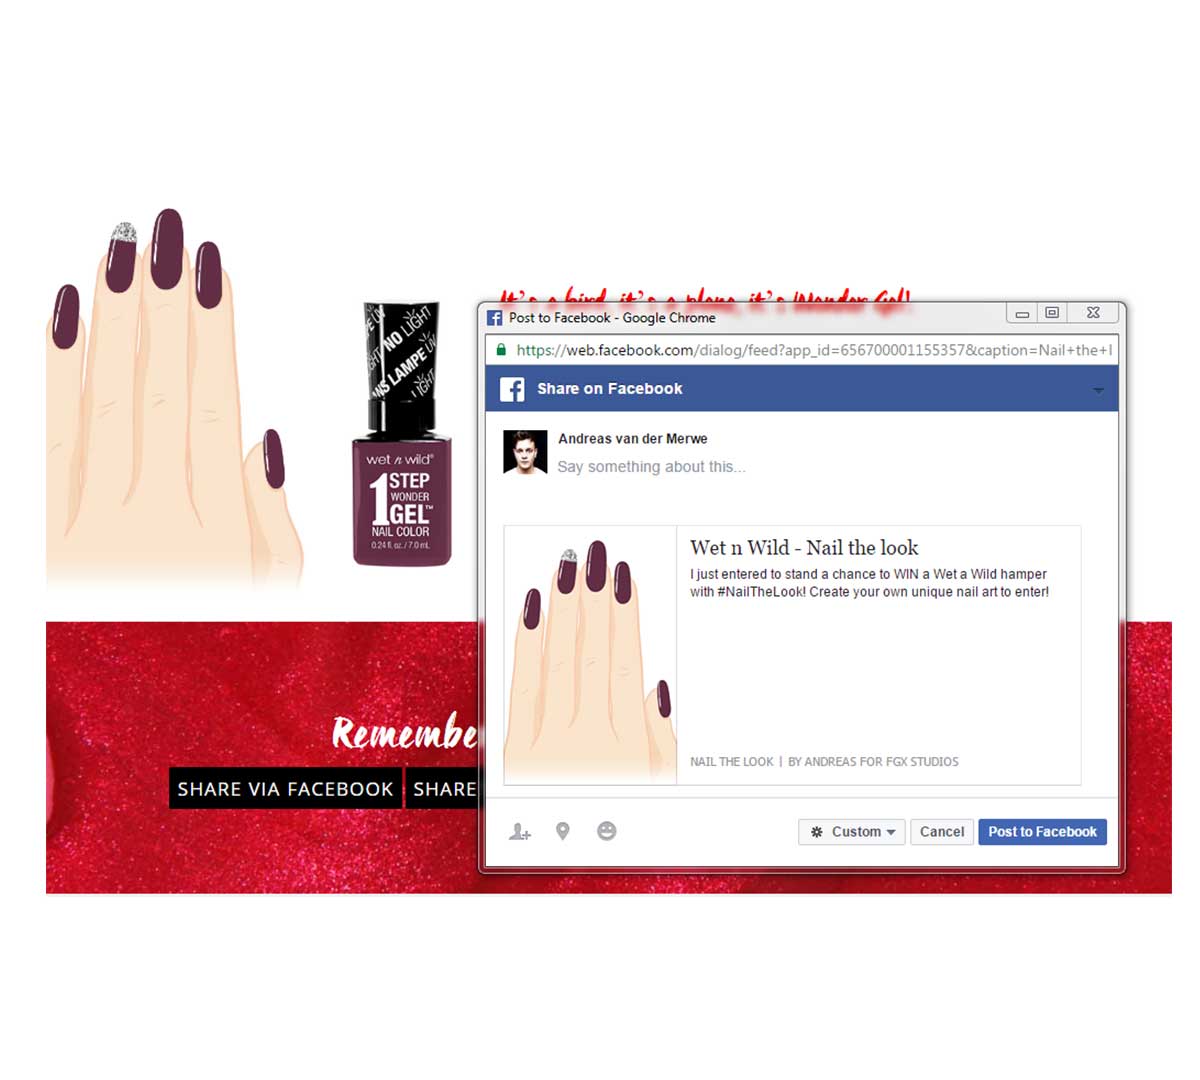 It's a bird, it's a plane, it's Wonder Gel!
Post to Facebook - Google Chrome
https://web.facebook.com/dialog/feed?app_id=656700001155357&caption=Nail+the+l
Share on Facebook
Andreas van der Merwe
Say something about this...
NO LIGHT
LAMPE UV
LIGHT
wet n wild®
1 STEP
WONDER
GEL™
NAIL COLOR
0.24 fl. oz. / 7.0 mL
Wet n Wild - Nail the look
I just entered to stand a chance to WIN a Wet a Wild hamper
with #NailTheLook! Create your own unique nail art to enter!
NAIL THE LOOK | BY ANDREAS FOR FGX STUDIOS
Remembe
SHARE VIA FACEBOOK
SHARE
Custom
Cancel
Post to Facebook